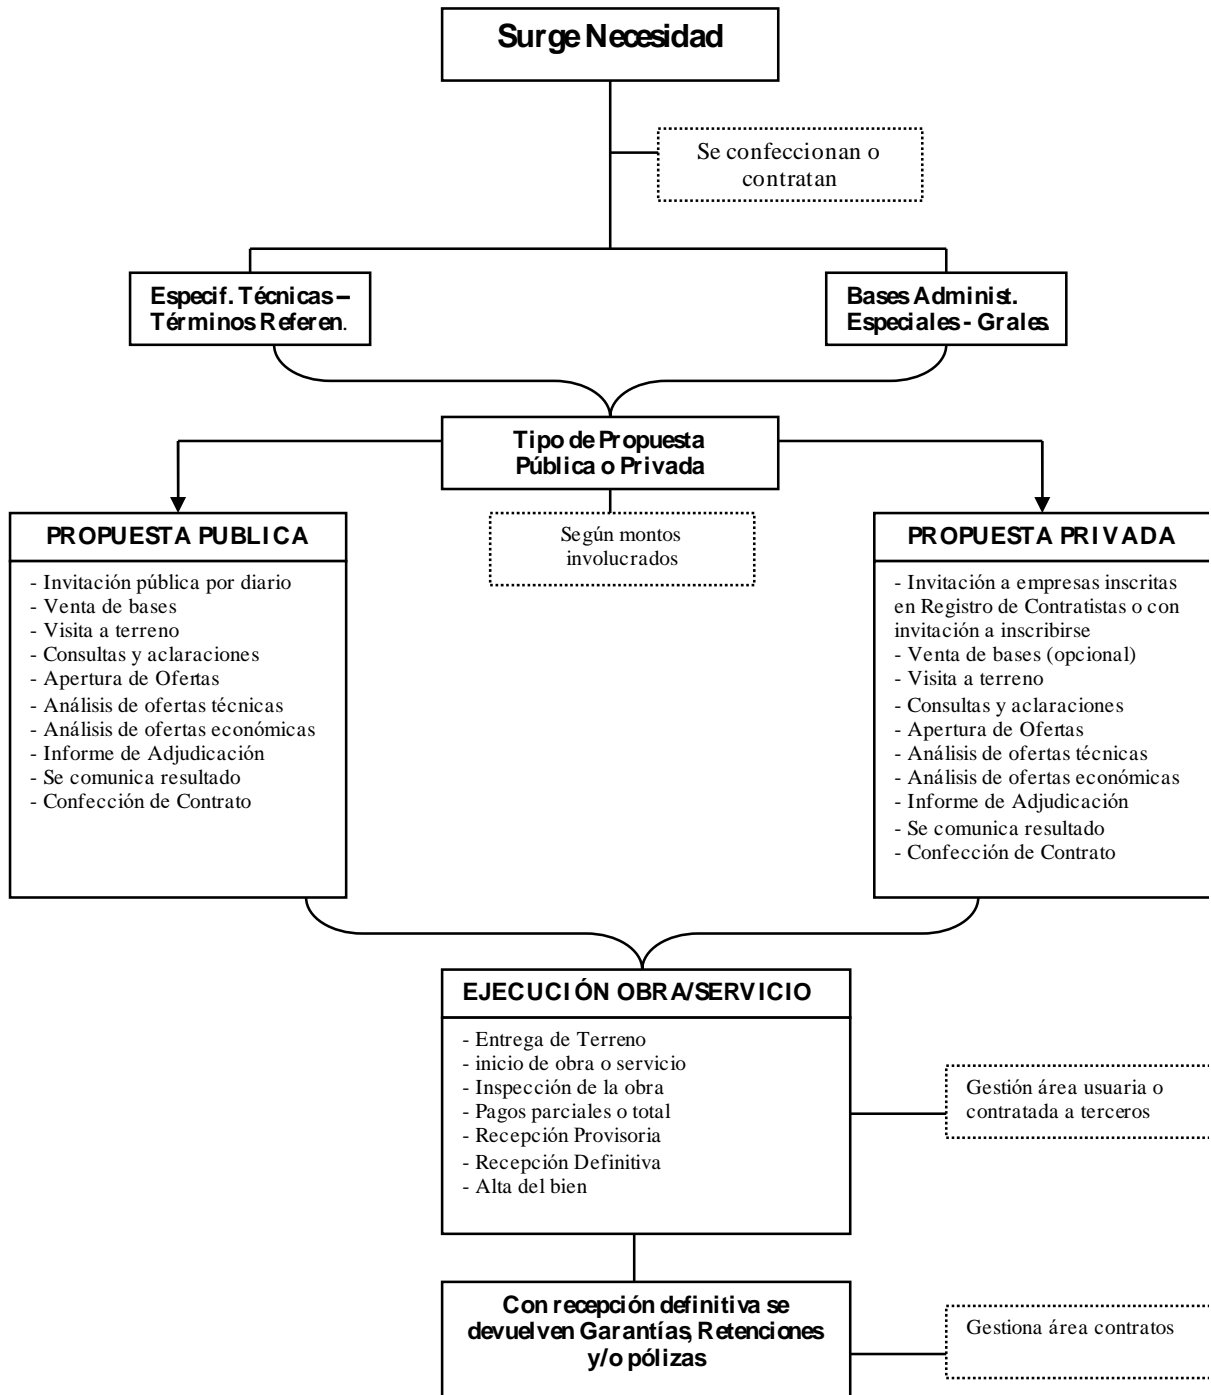 Surge Necesidad
Se confeccionan o
contratan
Especif. Técnicas –
Términos Referen.
Bases Administ.
Especiales - Grales.
Tipo de Propuesta
Pública o Privada
Según montos
involucrados
PROPUESTA PUBLICA
- Invitación pública por diario
- Venta de bases
- Visita a terreno
- Consultas y aclaraciones
- Apertura de Ofertas
- Análisis de ofertas técnicas
- Análisis de ofertas económicas
- Informe de Adjudicación
- Se comunica resultado
- Confección de Contrato
PROPUESTA PRIVADA
- Invitación a empresas inscritas
en Registro de Contratistas o con
invitación a inscribirse
- Venta de bases (opcional)
- Visita a terreno
- Consultas y aclaraciones
- Apertura de Ofertas
- Análisis de ofertas técnicas
- Análisis de ofertas económicas
- Informe de Adjudicación
- Se comunica resultado
- Confección de Contrato
EJECUCIÓN OBRA/SERVICIO
- Entrega de Terreno
- inicio de obra o servicio
- Inspección de la obra
- Pagos parciales o total
- Recepción Provisoria
- Recepción Definitiva
- Alta del bien
Gestión área usuaria o
contratada a terceros
Con recepción definitiva se
devuelven Garantías, Retenciones
y/o pólizas
Gestiona área contratos